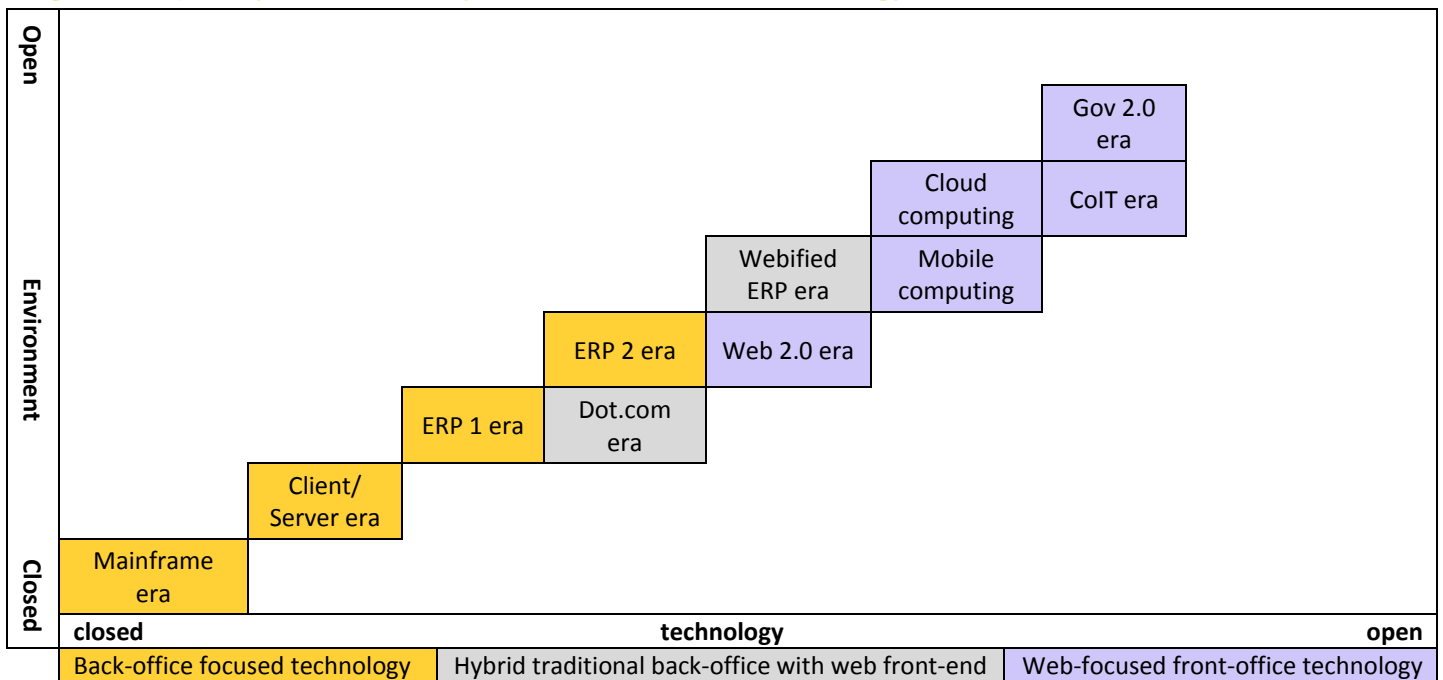 Open
Gov 2.0
era
Cloud
computing
CoIT era
Webified
ERP era
Mobile
computing
Environment
ERP 2 era
Web 2.0 era
ERP 1 era
Dot.com
era
Client/
Server era
Mainframe
era
Closed
closed technology open
Back-office focused technology Hybrid traditional back-office with web front-end Web-focused front-office technology